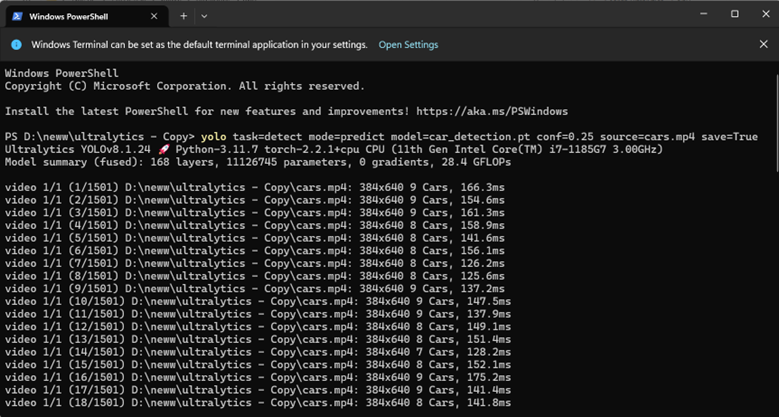 Windows PowerShell
Windows Terminal can be set as the default terminal application in your settings. Open Settings
Windows PowerShell
Copyright (C) Microsoft Corporation. All rights reserved.
Install the latest PowerShell for new features and improvements! https://aka.ms/PSWindows
PS D:\neww\ultralytics - Copy> yolo task=detect mode=predict model=car_detection.pt conf=0.25 source=cars.mp4 save=True
Ultralytics YOLOv8.1.24 🚀 Python-3.11.7 torch-2.2.1+cpu CPU (11th Gen Intel Core(TM) i7-1185G7 3.00GHz)
Model summary (fused): 168 layers, 11126745 parameters, 0 gradients, 28.4 GFLOPs
video 1/1 (1/1501) D:\neww\ultralytics - Copy\cars.mp4: 384x640 9 Cars, 166.3ms
video 1/1 (2/1501) D:\neww\ultralytics - Copy\cars.mp4: 384x640 9 Cars, 154.6ms
video 1/1 (3/1501) D:\neww\ultralytics - Copy\cars.mp4: 384x640 9 Cars, 161.3ms
video 1/1 (4/1501) D:\neww\ultralytics - Copy\cars.mp4: 384x640 8 Cars, 158.9ms
video 1/1 (5/1501) D:\neww\ultralytics - Copy\cars.mp4: 384x640 8 Cars, 141.6ms
video 1/1 (6/1501) D:\neww\ultralytics - Copy\cars.mp4: 384x640 8 Cars, 156.1ms
video 1/1 (7/1501) D:\neww\ultralytics - Copy\cars.mp4: 384x640 8 Cars, 126.2ms
video 1/1 (8/1501) D:\neww\ultralytics - Copy\cars.mp4: 384x640 8 Cars, 125.6ms
video 1/1 (9/1501) D:\neww\ultralytics - Copy\cars.mp4: 384x640 9 Cars, 137.2ms
video 1/1 (10/1501) D:\neww\ultralytics - Copy\cars.mp4: 384x640 9 Cars, 147.5ms
video 1/1 (11/1501) D:\neww\ultralytics - Copy\cars.mp4: 384x640 9 Cars, 137.9ms
video 1/1 (12/1501) D:\neww\ultralytics - Copy\cars.mp4: 384x640 8 Cars, 149.1ms
video 1/1 (13/1501) D:\neww\ultralytics - Copy\cars.mp4: 384x640 8 Cars, 151.4ms
video 1/1 (14/1501) D:\neww\ultralytics - Copy\cars.mp4: 384x640 7 Cars, 128.2ms
video 1/1 (15/1501) D:\neww\ultralytics - Copy\cars.mp4: 384x640 8 Cars, 152.1ms
video 1/1 (16/1501) D:\neww\ultralytics - Copy\cars.mp4: 384x640 9 Cars, 175.2ms
video 1/1 (17/1501) D:\neww\ultralytics - Copy\cars.mp4: 384x640 9 Cars, 141.4ms
video 1/1 (18/1501) D:\neww\ultralytics - Copy\cars.mp4: 384x640 8 Cars, 141.8ms